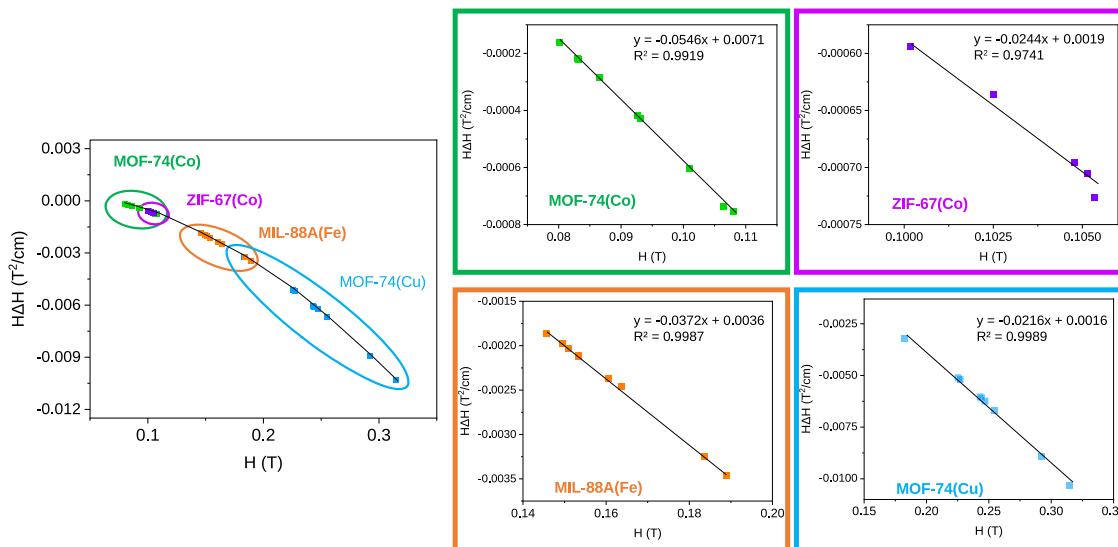 0.003
0.000
-0.003
-0.006
-0.009
-0.012
HΔH (T²/cm)
MOF-74(Co)
ZIF-67(Co)
MIL-88A(Fe)
MOF-74(Cu)
0.1 0.2 0.3
H (T)
y = -0.0546x + 0.0071
R² = 0.9919
-0.0002
-0.0004
-0.0006
-0.0008
HΔH (T²/cm)
MOF-74(Co)
0.08 0.09 0.10 0.11
H (T)
y = -0.0244x + 0.0019
R² = 0.9741
-0.00060
-0.00065
-0.00070
-0.00075
HΔH (T²/cm)
ZIF-67(Co)
0.1000 0.1025 0.1050
H (T)
y = -0.0372x + 0.0036
R² = 0.9987
-0.0015
-0.0020
-0.0025
-0.0030
-0.0035
HΔH (T²/cm)
MIL-88A(Fe)
0.12 0.14 0.16 0.18 0.20
H (T)
y = -0.0216x + 0.0016
R² = 0.9989
-0.0025
-0.0050
-0.0075
-0.0100
HΔH (T²/cm)
MOF-74(Cu)
0.15 0.20 0.25 0.30 0.35
H (T)